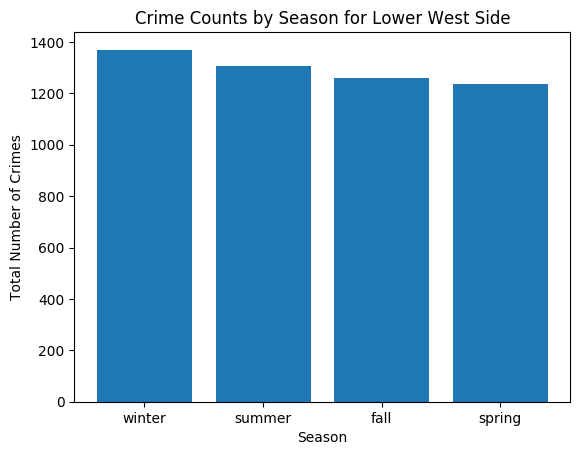 Crime Counts by Season for Lower West Side
Total Number of Crimes
1400
1200
1000
800
600
400
200
0
winter summer fall spring
Season